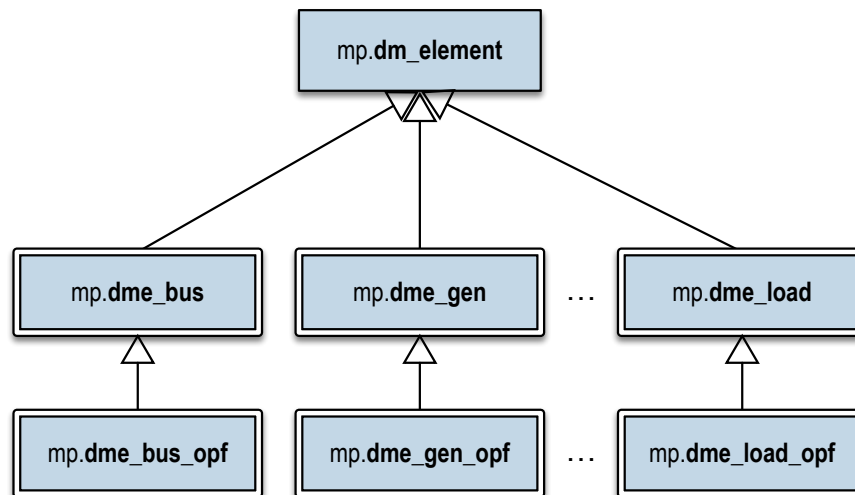 mp.dm_element
mp.dme_bus
mp.dme_gen
...
mp.dme_load
mp.dme_bus_opf
mp.dme_gen_opf
...
mp.dme_load_opf